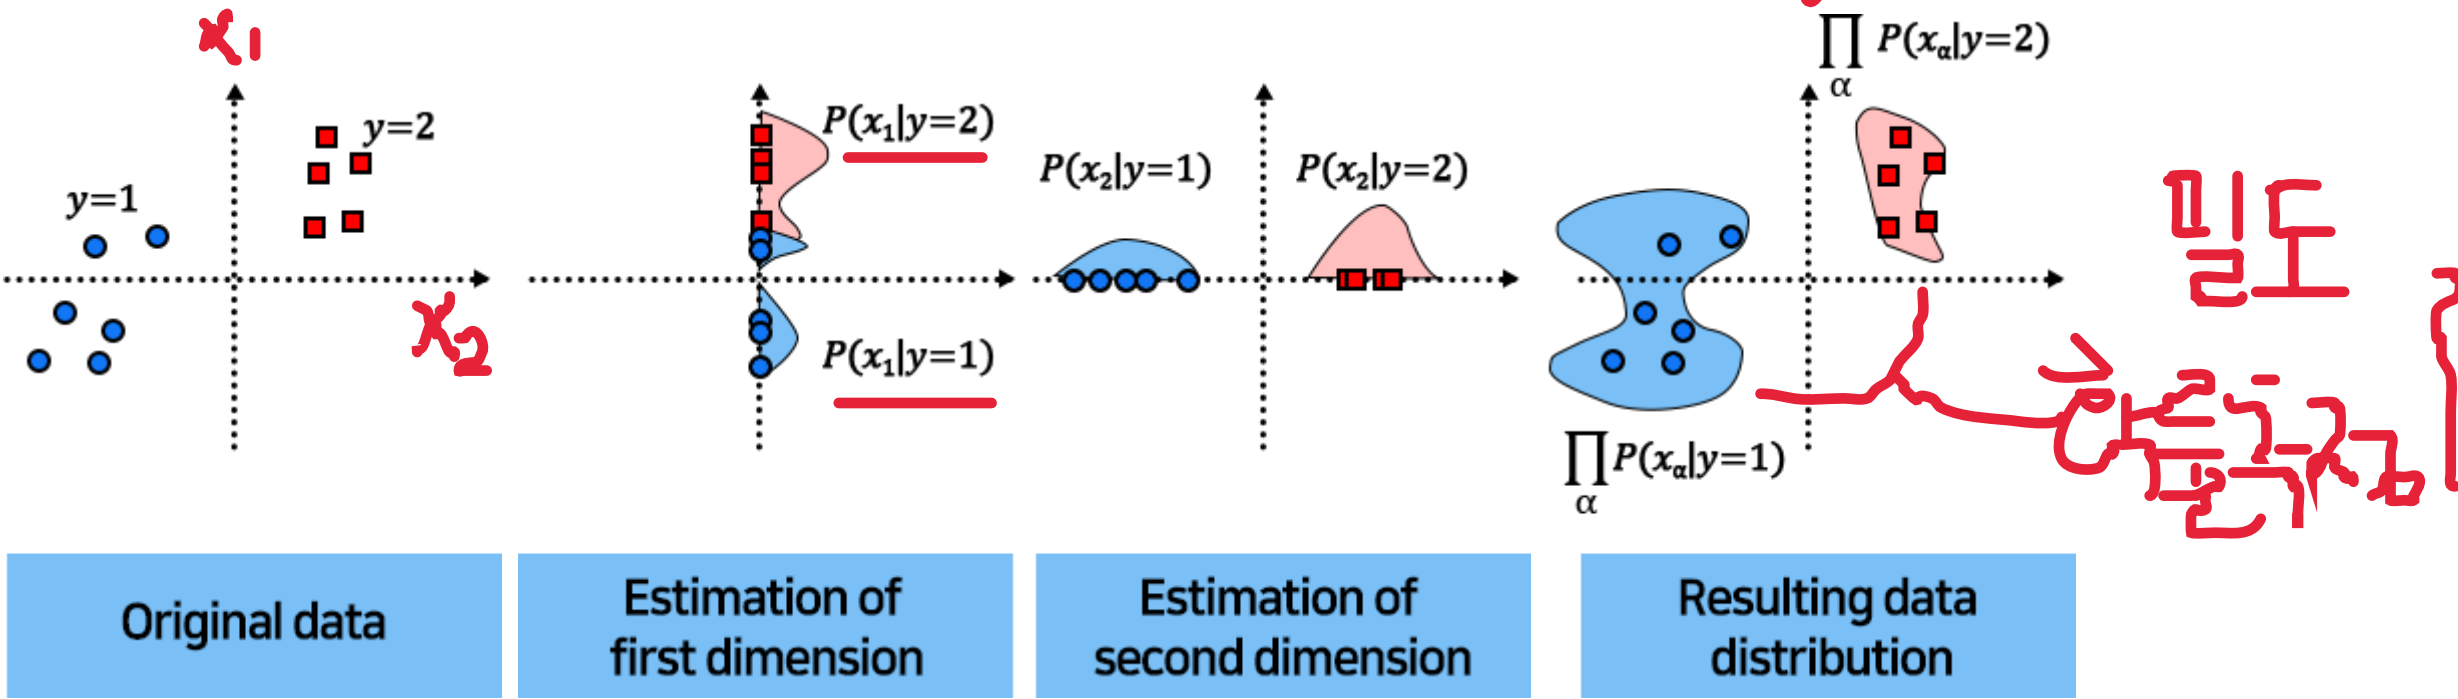 x1
y=2
y=1
x2
P(x₁|y=2)
P(x₁|y=1)
P(x₂|y=1)
P(x₂|y=2)
∏ P(xα|y=2)
α
∏ P(xα|y=1)
α
밀도
Original data
Estimation of
first dimension
Estimation of
second dimension
Resulting data
distribution